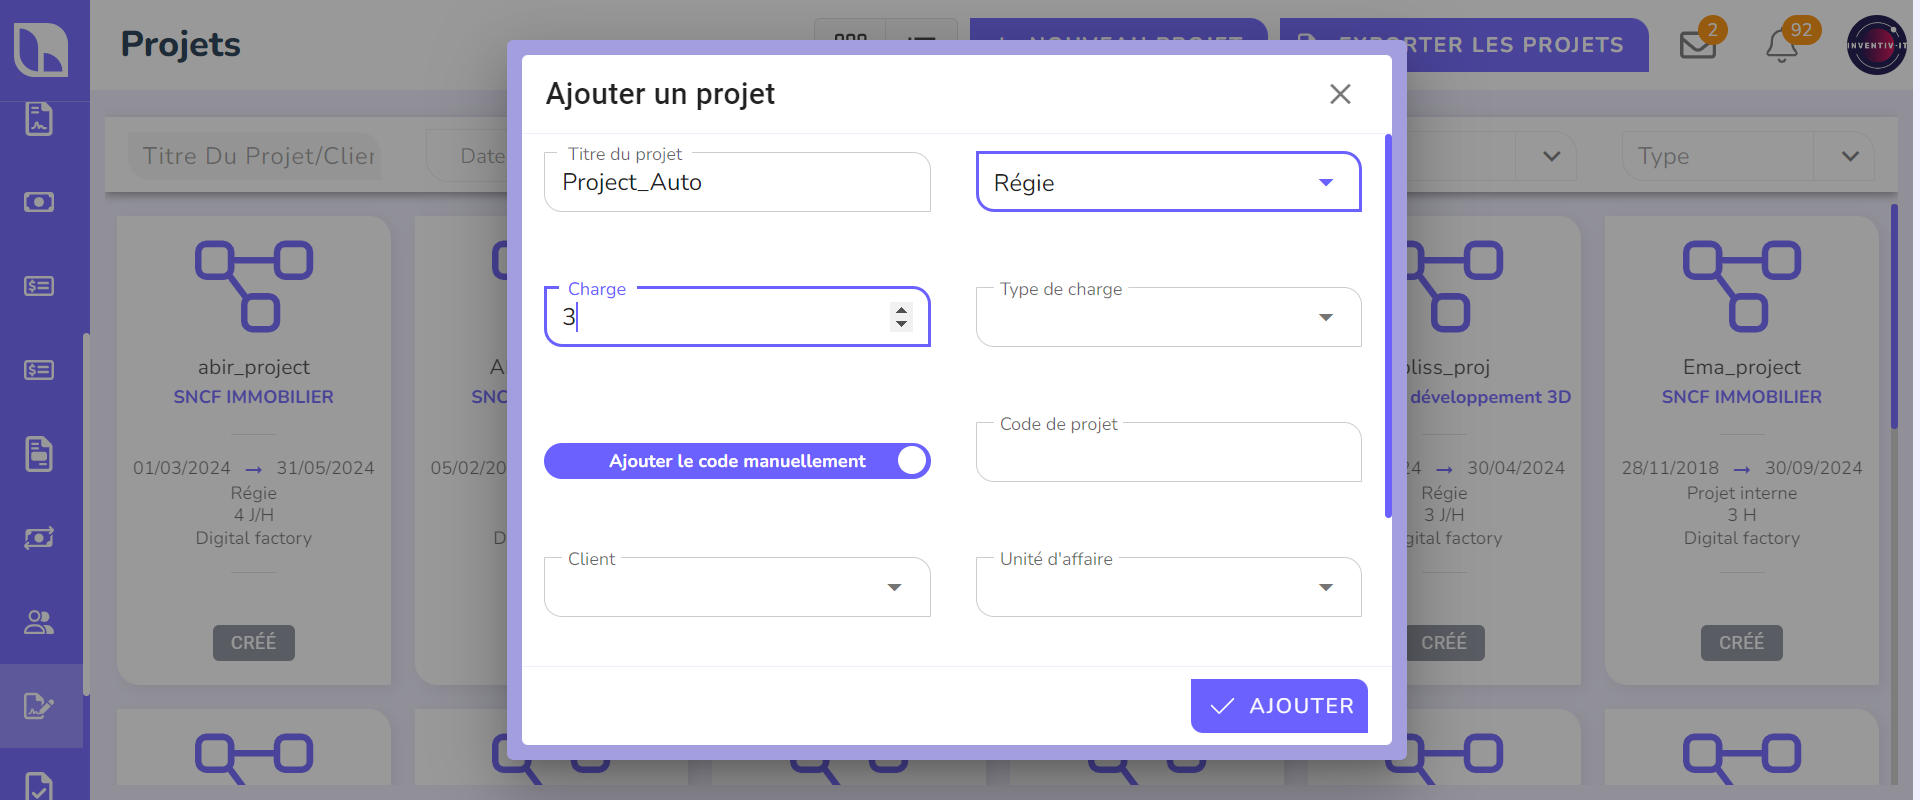 Projets
NOUVEAU PROJET
EXPORTER LES PROJETS
2
92
INVENTIV-IT
Titre Du Projet/Clier
Date
Type
Ajouter un projet
Titre du projet
Project_Auto
Régie
Charge
3
Type de charge
Ajouter le code manuellement
Code de projet
Client
Unité d'affaire
AJOUTER
abir_project
SNCF IMMOBILIER
01/03/2024 → 31/05/2024
Régie
4 J/H
Digital factory
CRÉÉ
A
SNC
05/02/20
D
liss_proj
développement 3D
24 → 30/04/2024
Régie
3 J/H
gital factory
CRÉÉ
Ema_project
SNCF IMMOBILIER
28/11/2018 → 30/09/2024
Projet interne
3 H
Digital factory
CRÉÉ